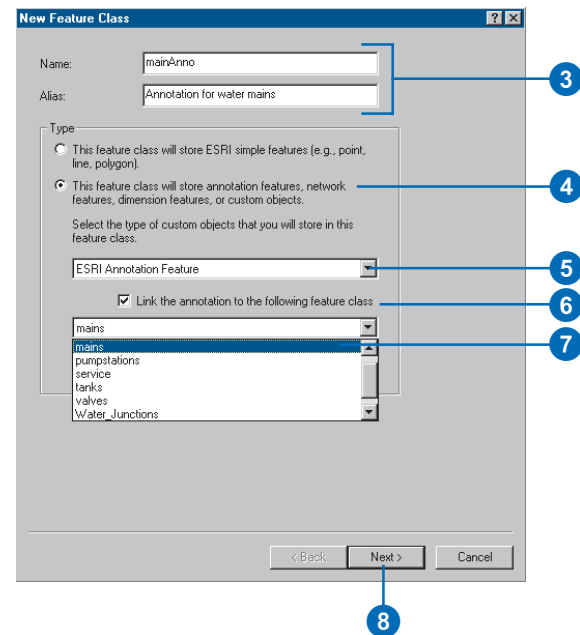 New Feature Class
Name:
mainAnno
3
Alias:
Annotation for water mains
Type
This feature class will store ESRI simple features (e.g., point,
line, polygon).
This feature class will store annotation features, network
features, dimension features, or custom objects.
4
Select the type of custom objects that you will store in this
feature class.
ESRI Annotation Feature
5
Link the annotation to the following feature class
6
mains
mains
7
pumpstations
service
tanks
valves
Water_Junctions
< Back
Next >
Cancel
8